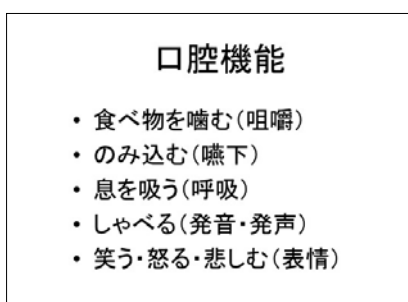 口腔機能
• 食べ物を噛む(咀嚼)
• のみ込む(嚥下)
• 息を吸う(呼吸)
• しゃべる(発音・発声)
• 笑う・怒る・悲しむ(表情)